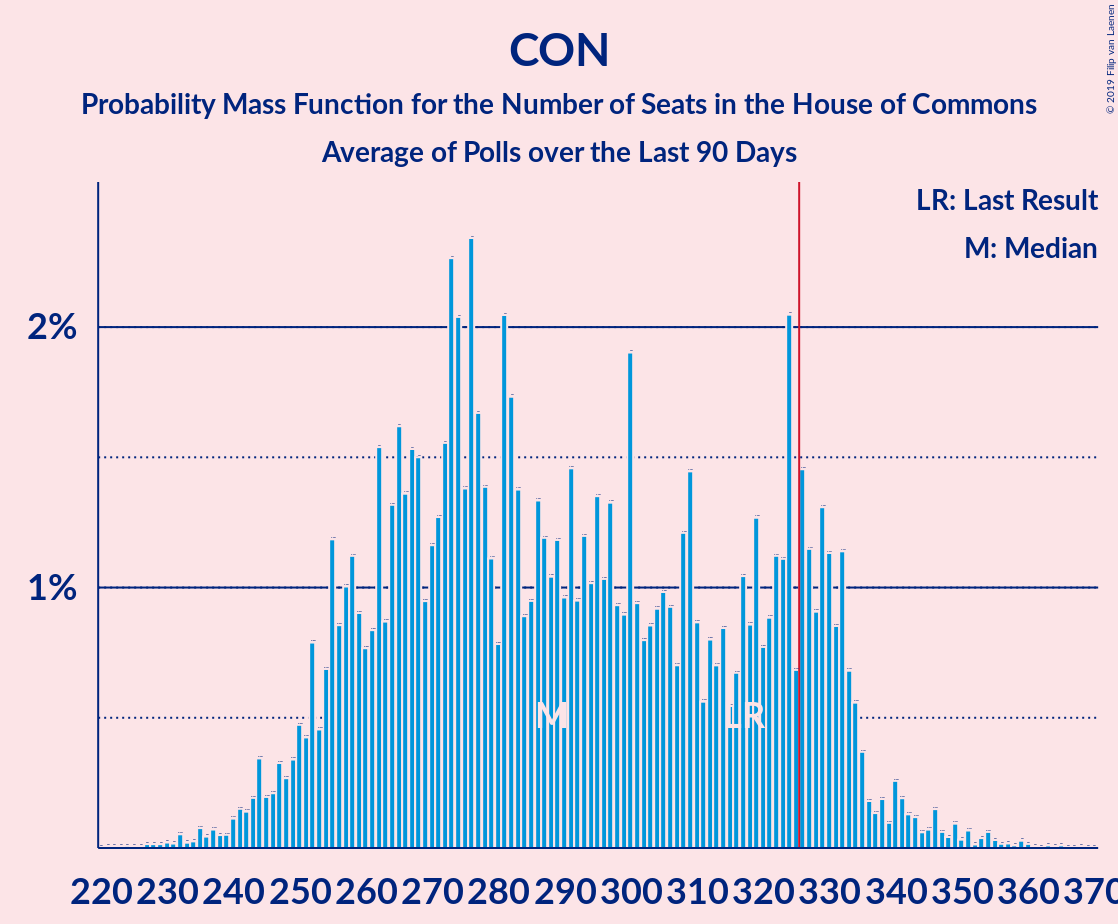 CON
Probability Mass Function for the Number of Seats in the House of Commons
Average of Polls over the Last 90 Days
© 2019 Filip van Laenen
LR: Last Result
M: Median
2%
1%
M
LR
220 230 240 250 260 270 280 290 300 310 320 330 340 350 360 370